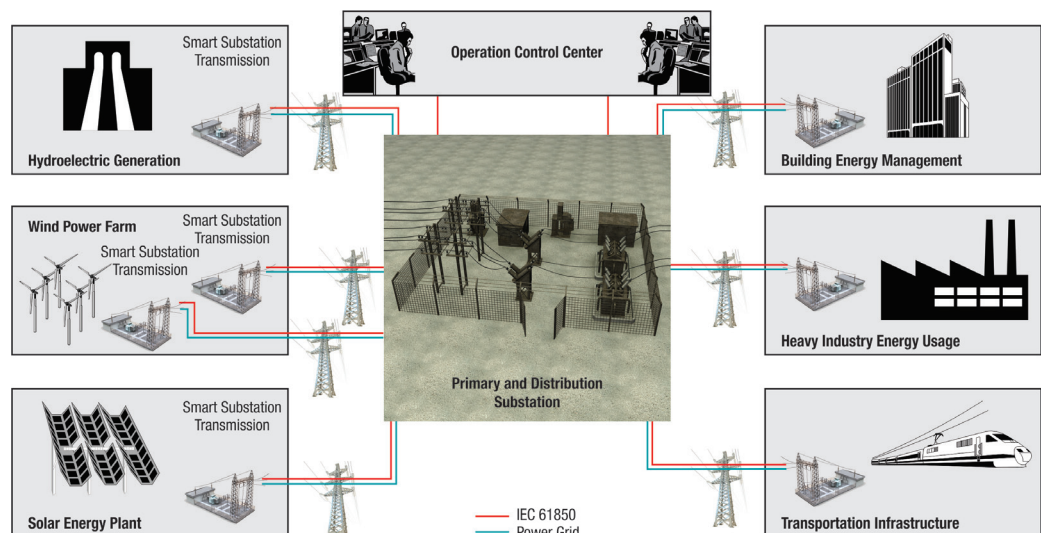 Smart Substation
Transmission
Hydroelectric Generation
Operation Control Center
Building Energy Management
Wind Power Farm
Smart Substation
Transmission
Smart Substation
Transmission
Heavy Industry Energy Usage
Primary and Distribution
Substation
Smart Substation
Transmission
Solar Energy Plant
IEC 61850
Power Grid
Transportation Infrastructure